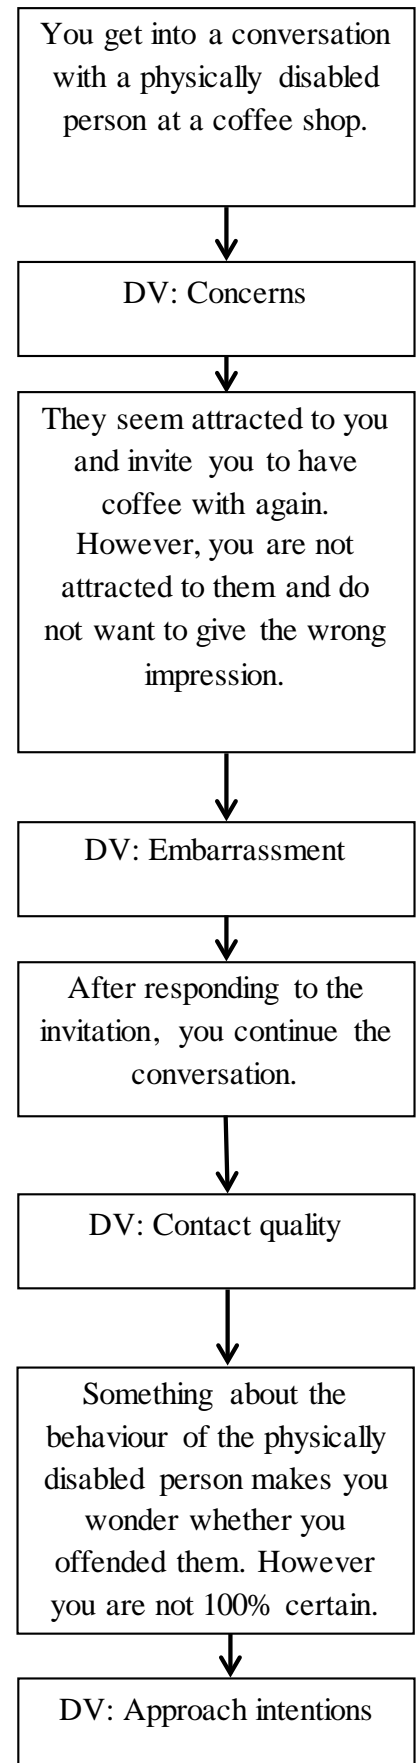 You get into a conversation
with a physically disabled
person at a coffee shop.
DV: Concerns
They seem attracted to you
and invite you to have
coffee with again.
However, you are not
attracted to them and do
not want to give the wrong
impression.
DV: Embarrassment
After responding to the
invitation, you continue the
conversation.
DV: Contact quality
Something about the
behaviour of the physically
disabled person makes you
wonder whether you
offended them. However
you are not 100% certain.
DV: Approach intentions